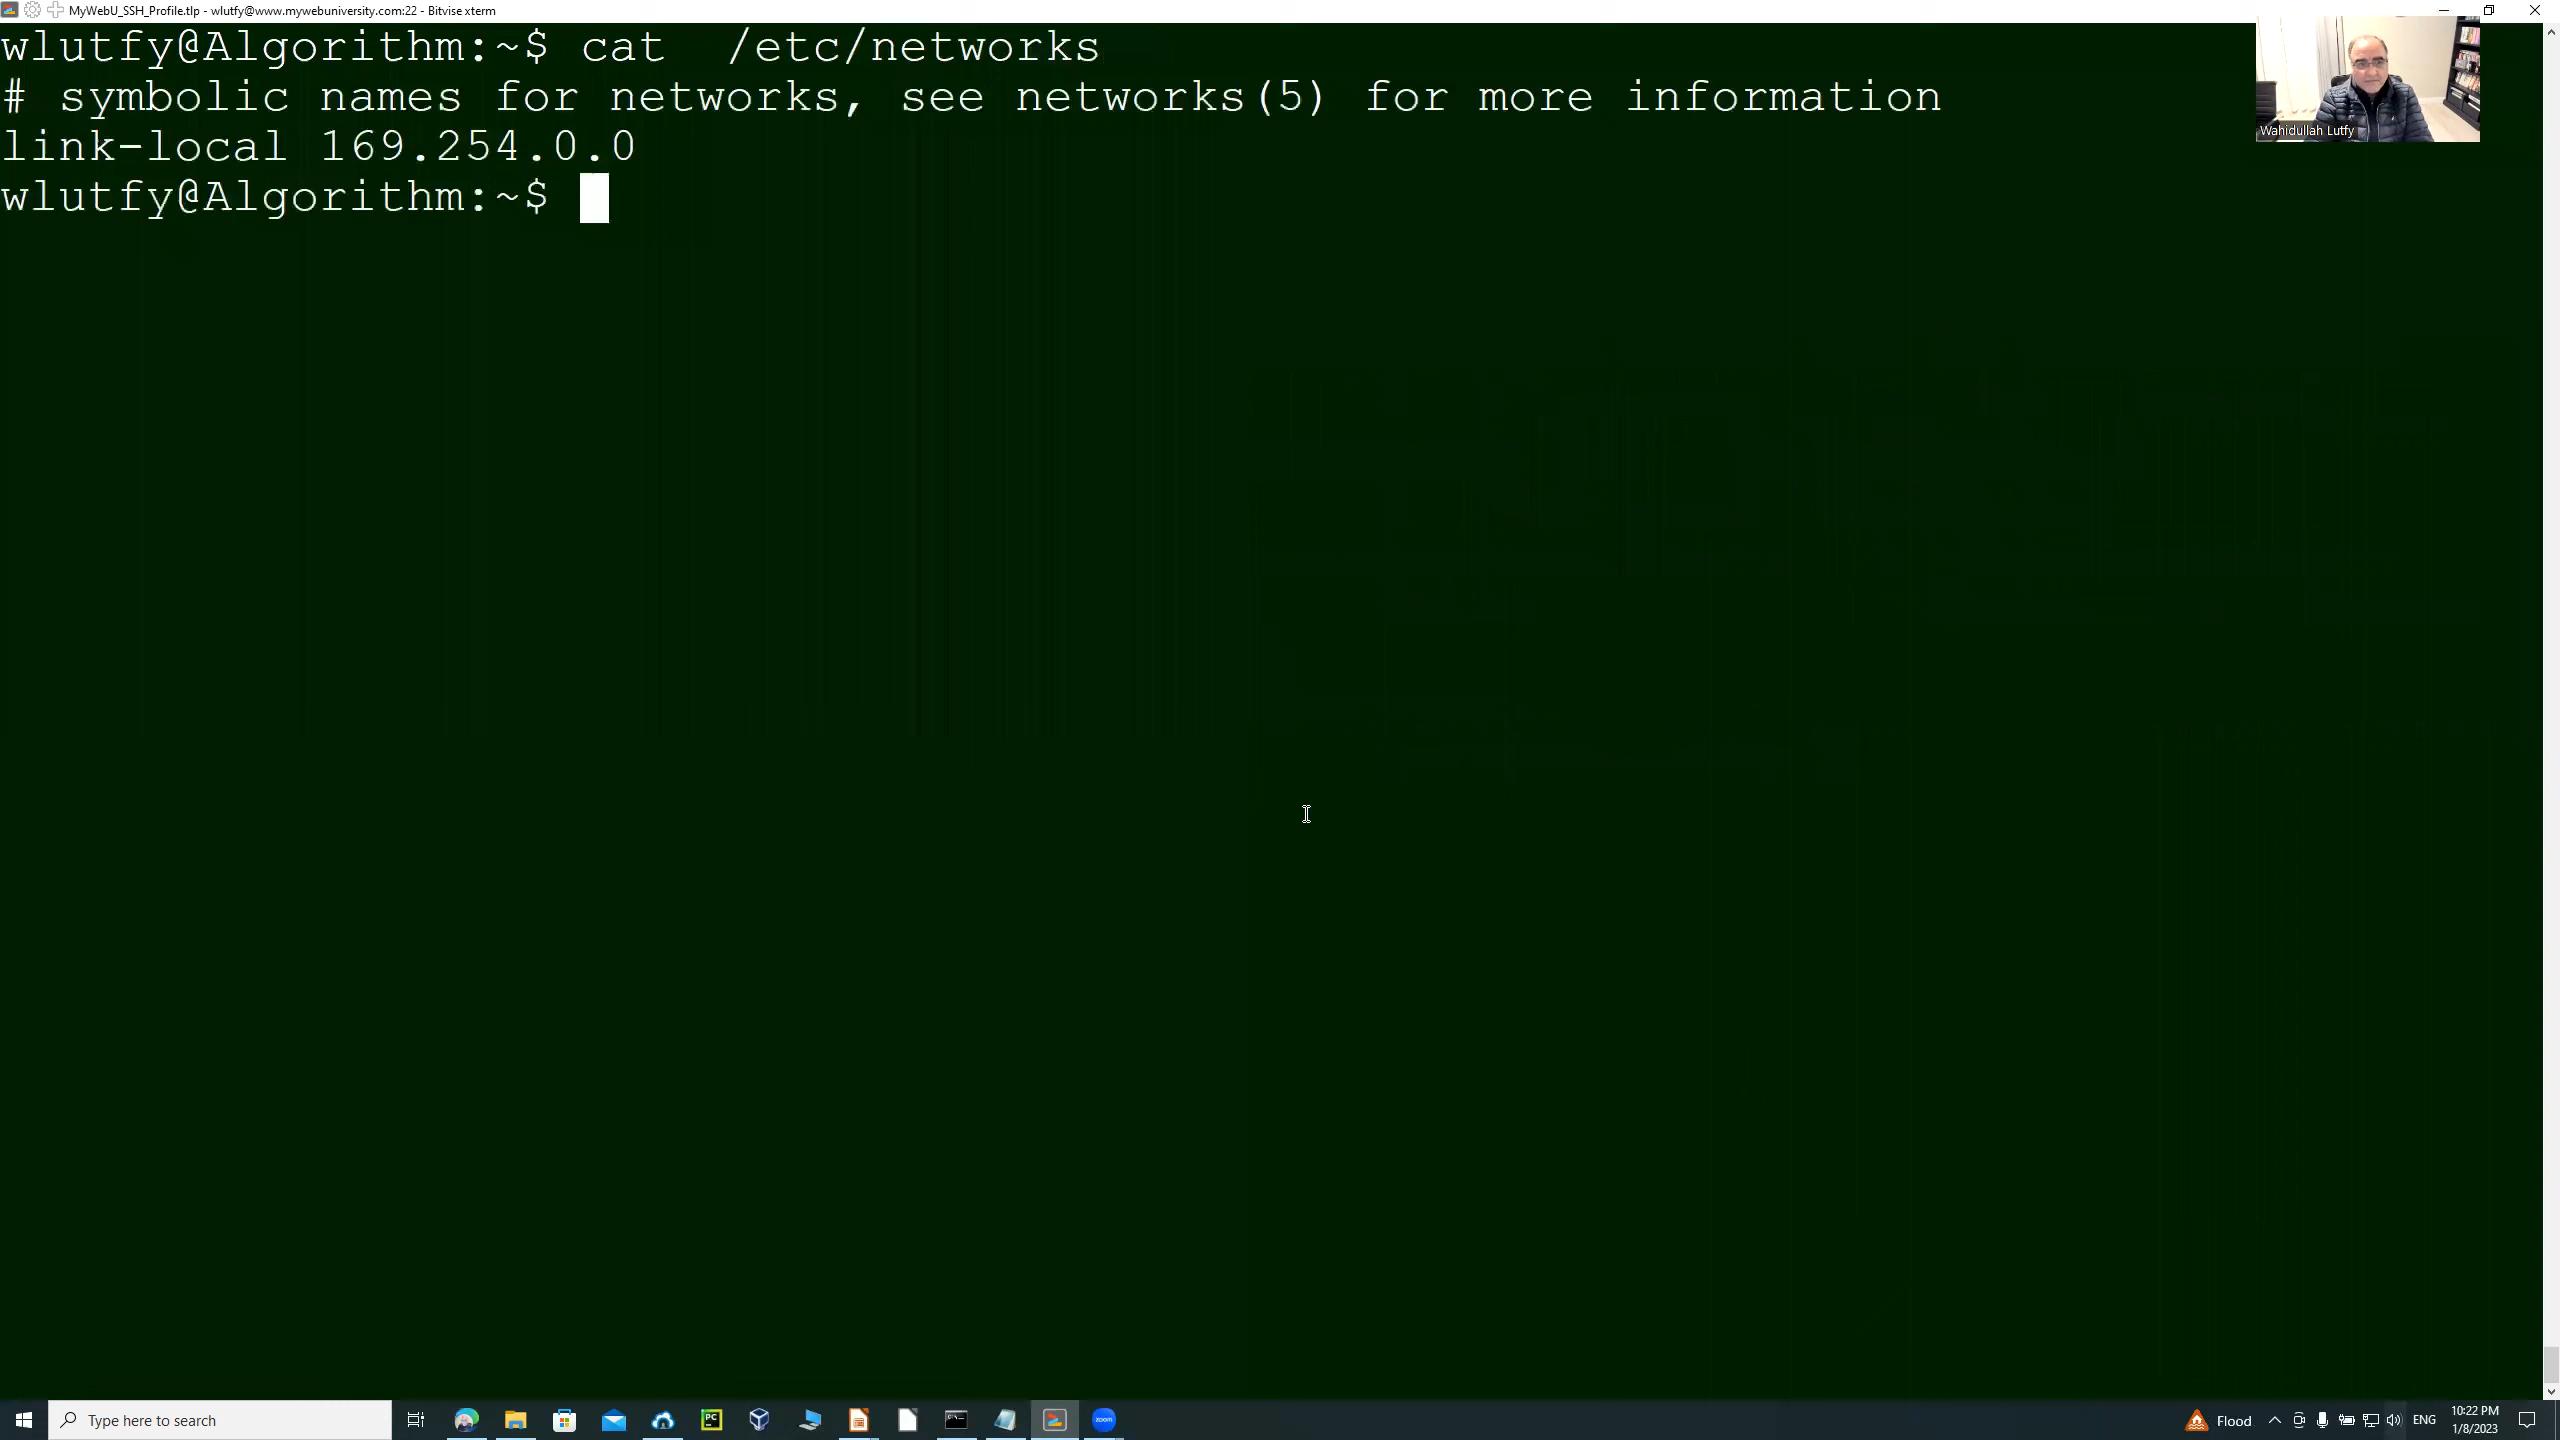 MyWebU_SSH_Profile.tlp - wlutfy@www.mywebuniversity.com:22 - Bitvise xterm
wlutfy@Algorithm:~$ cat  /etc/networks
# symbolic names for networks, see networks(5) for more information
link-local 169.254.0.0
wlutfy@Algorithm:~$
Wahidullah Lutfy
Type here to search
PC
zoom
Flood
ENG
10:22 PM
1/8/2023